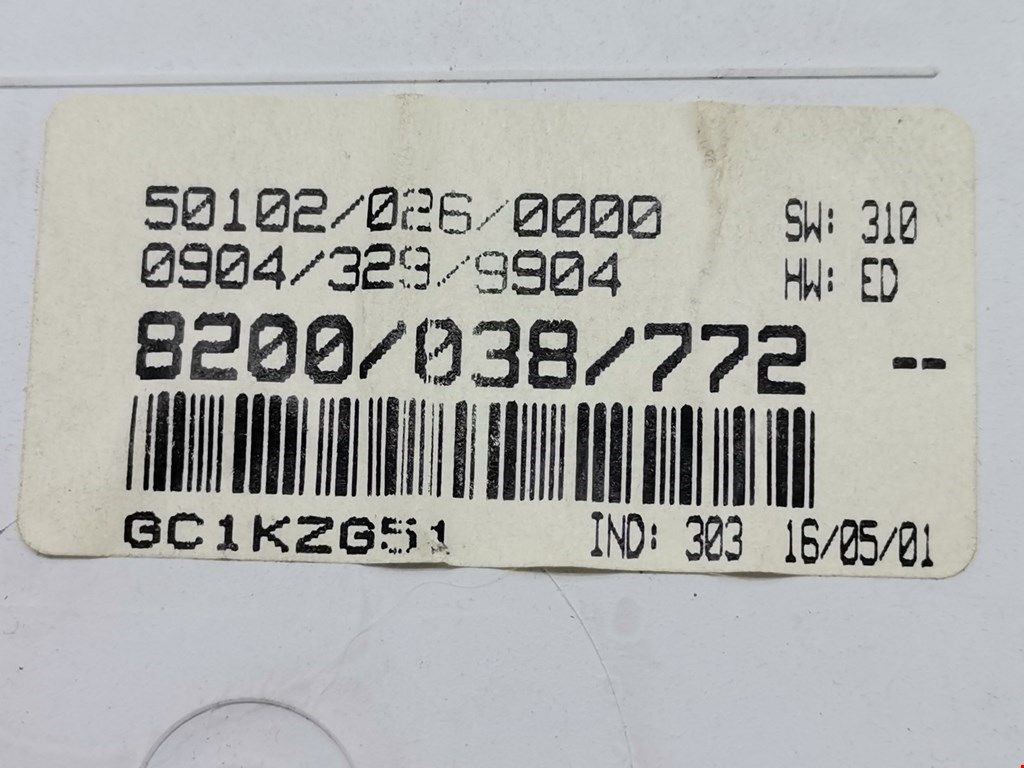 50102/026/0000
SW: 310
0904/329/9904
HW: ED
8200/038/772 --
GC1KZG51
IND: 303
16/05/01